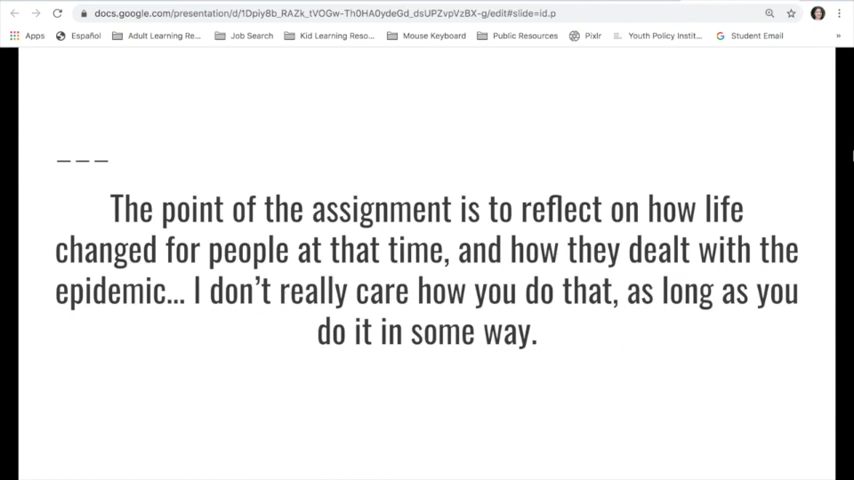 docs.google.com/presentation/d/1Dpiy8b_RAZk_tVOGw-Th0HA0ydeGd_dsUPZvpVzBX-g/edit#slide=id.p
Apps Español Adult Learning Re... Job Search Kid Learning Reso... Mouse Keyboard Public Resources Pixlr Youth Policy Instit... Student Email »
The point of the assignment is to reflect on how life
changed for people at that time, and how they dealt with the
epidemic... I don’t really care how you do that, as long as you
do it in some way.